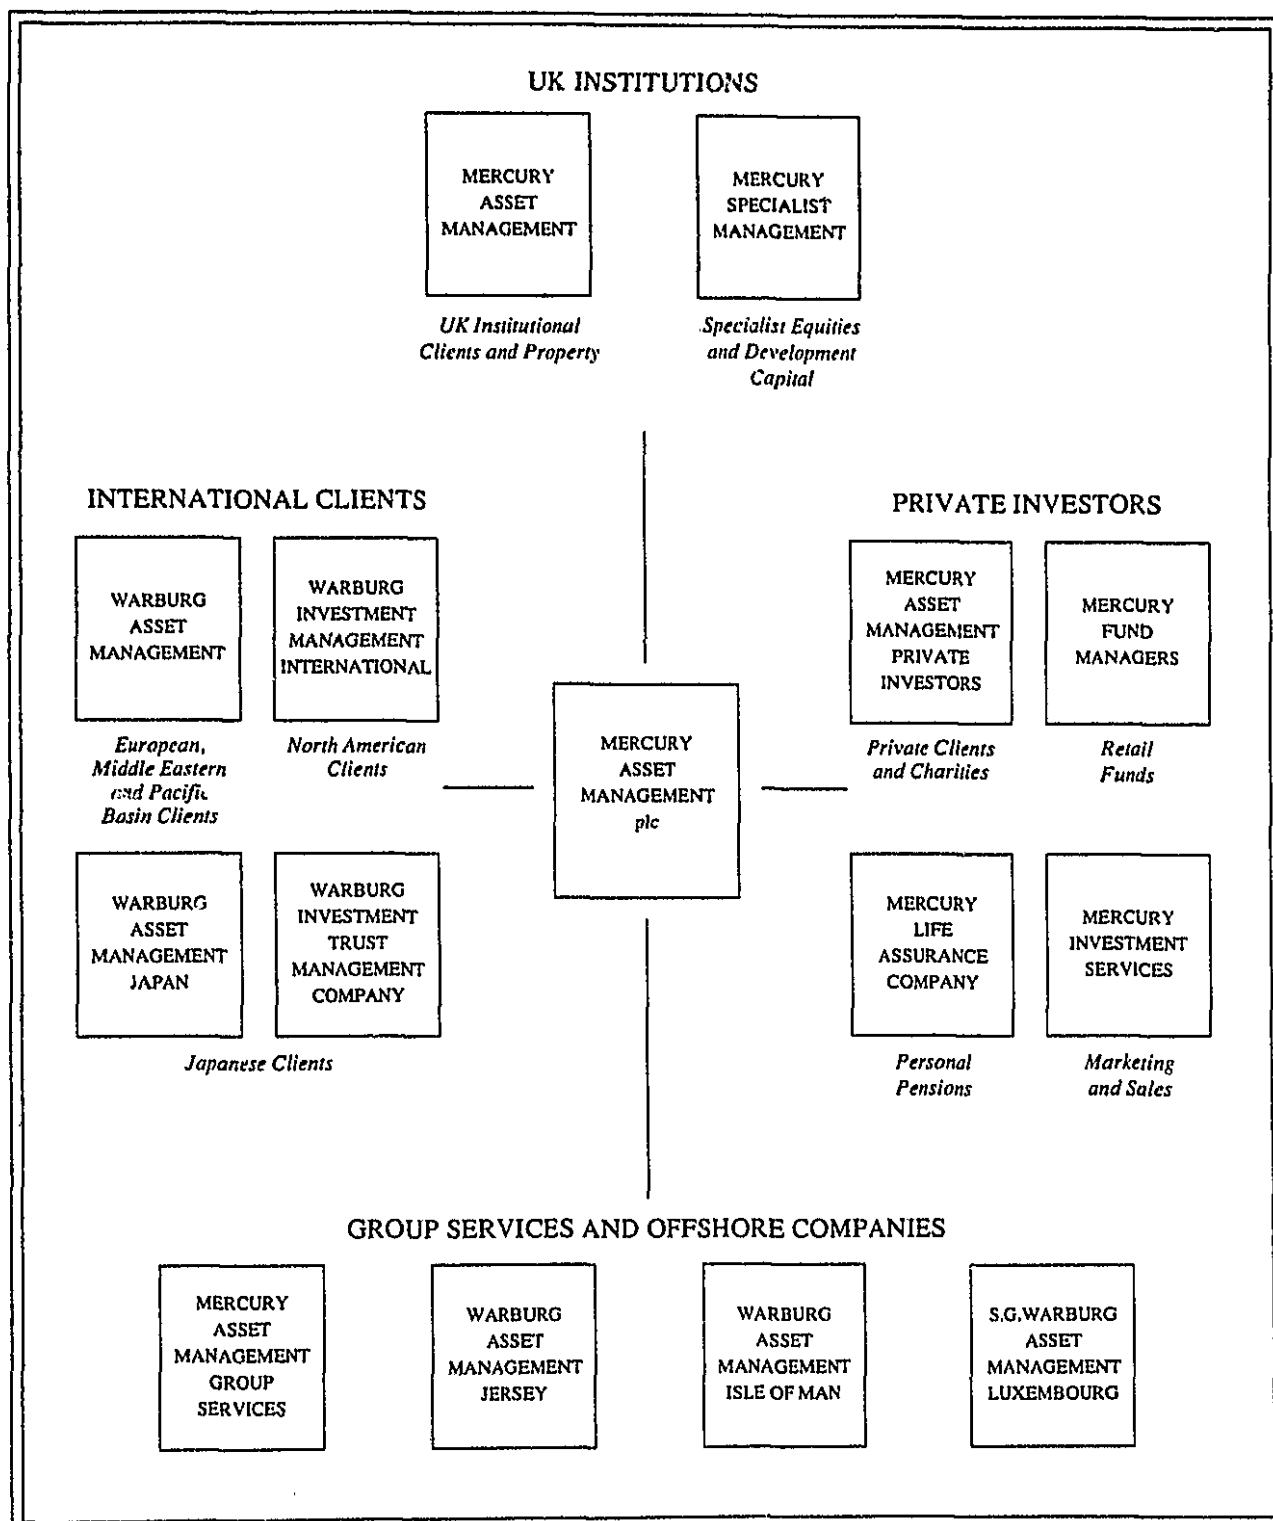 UK INSTITUTIONS
MERCURY
ASSET
MANAGEMENT
UK Institutional
Clients and Property
MERCURY
SPECIALIST
MANAGEMENT
Specialist Equities
and Development
Capital
INTERNATIONAL CLIENTS
WARBURG
ASSET
MANAGEMENT
European,
Middle Eastern
and Pacific
Basin Clients
WARBURG
INVESTMENT
MANAGEMENT
INTERNATIONAL
North American
Clients
WARBURG
ASSET
MANAGEMENT
JAPAN
WARBURG
INVESTMENT
TRUST
MANAGEMENT
COMPANY
Japanese Clients
MERCURY
ASSET
MANAGEMENT
plc
PRIVATE INVESTORS
MERCURY
ASSET
MANAGEMENT
PRIVATE
INVESTORS
Private Clients
and Charities
MERCURY
FUND
MANAGERS
Retail
Funds
MERCURY
LIFE
ASSURANCE
COMPANY
Personal
Pensions
MERCURY
INVESTMENT
SERVICES
Marketing
and Sales
GROUP SERVICES AND OFFSHORE COMPANIES
MERCURY
ASSET
MANAGEMENT
GROUP
SERVICES
WARBURG
ASSET
MANAGEMENT
JERSEY
WARBURG
ASSET
MANAGEMENT
ISLE OF MAN
S.G.WARBURG
ASSET
MANAGEMENT
LUXEMBOURG